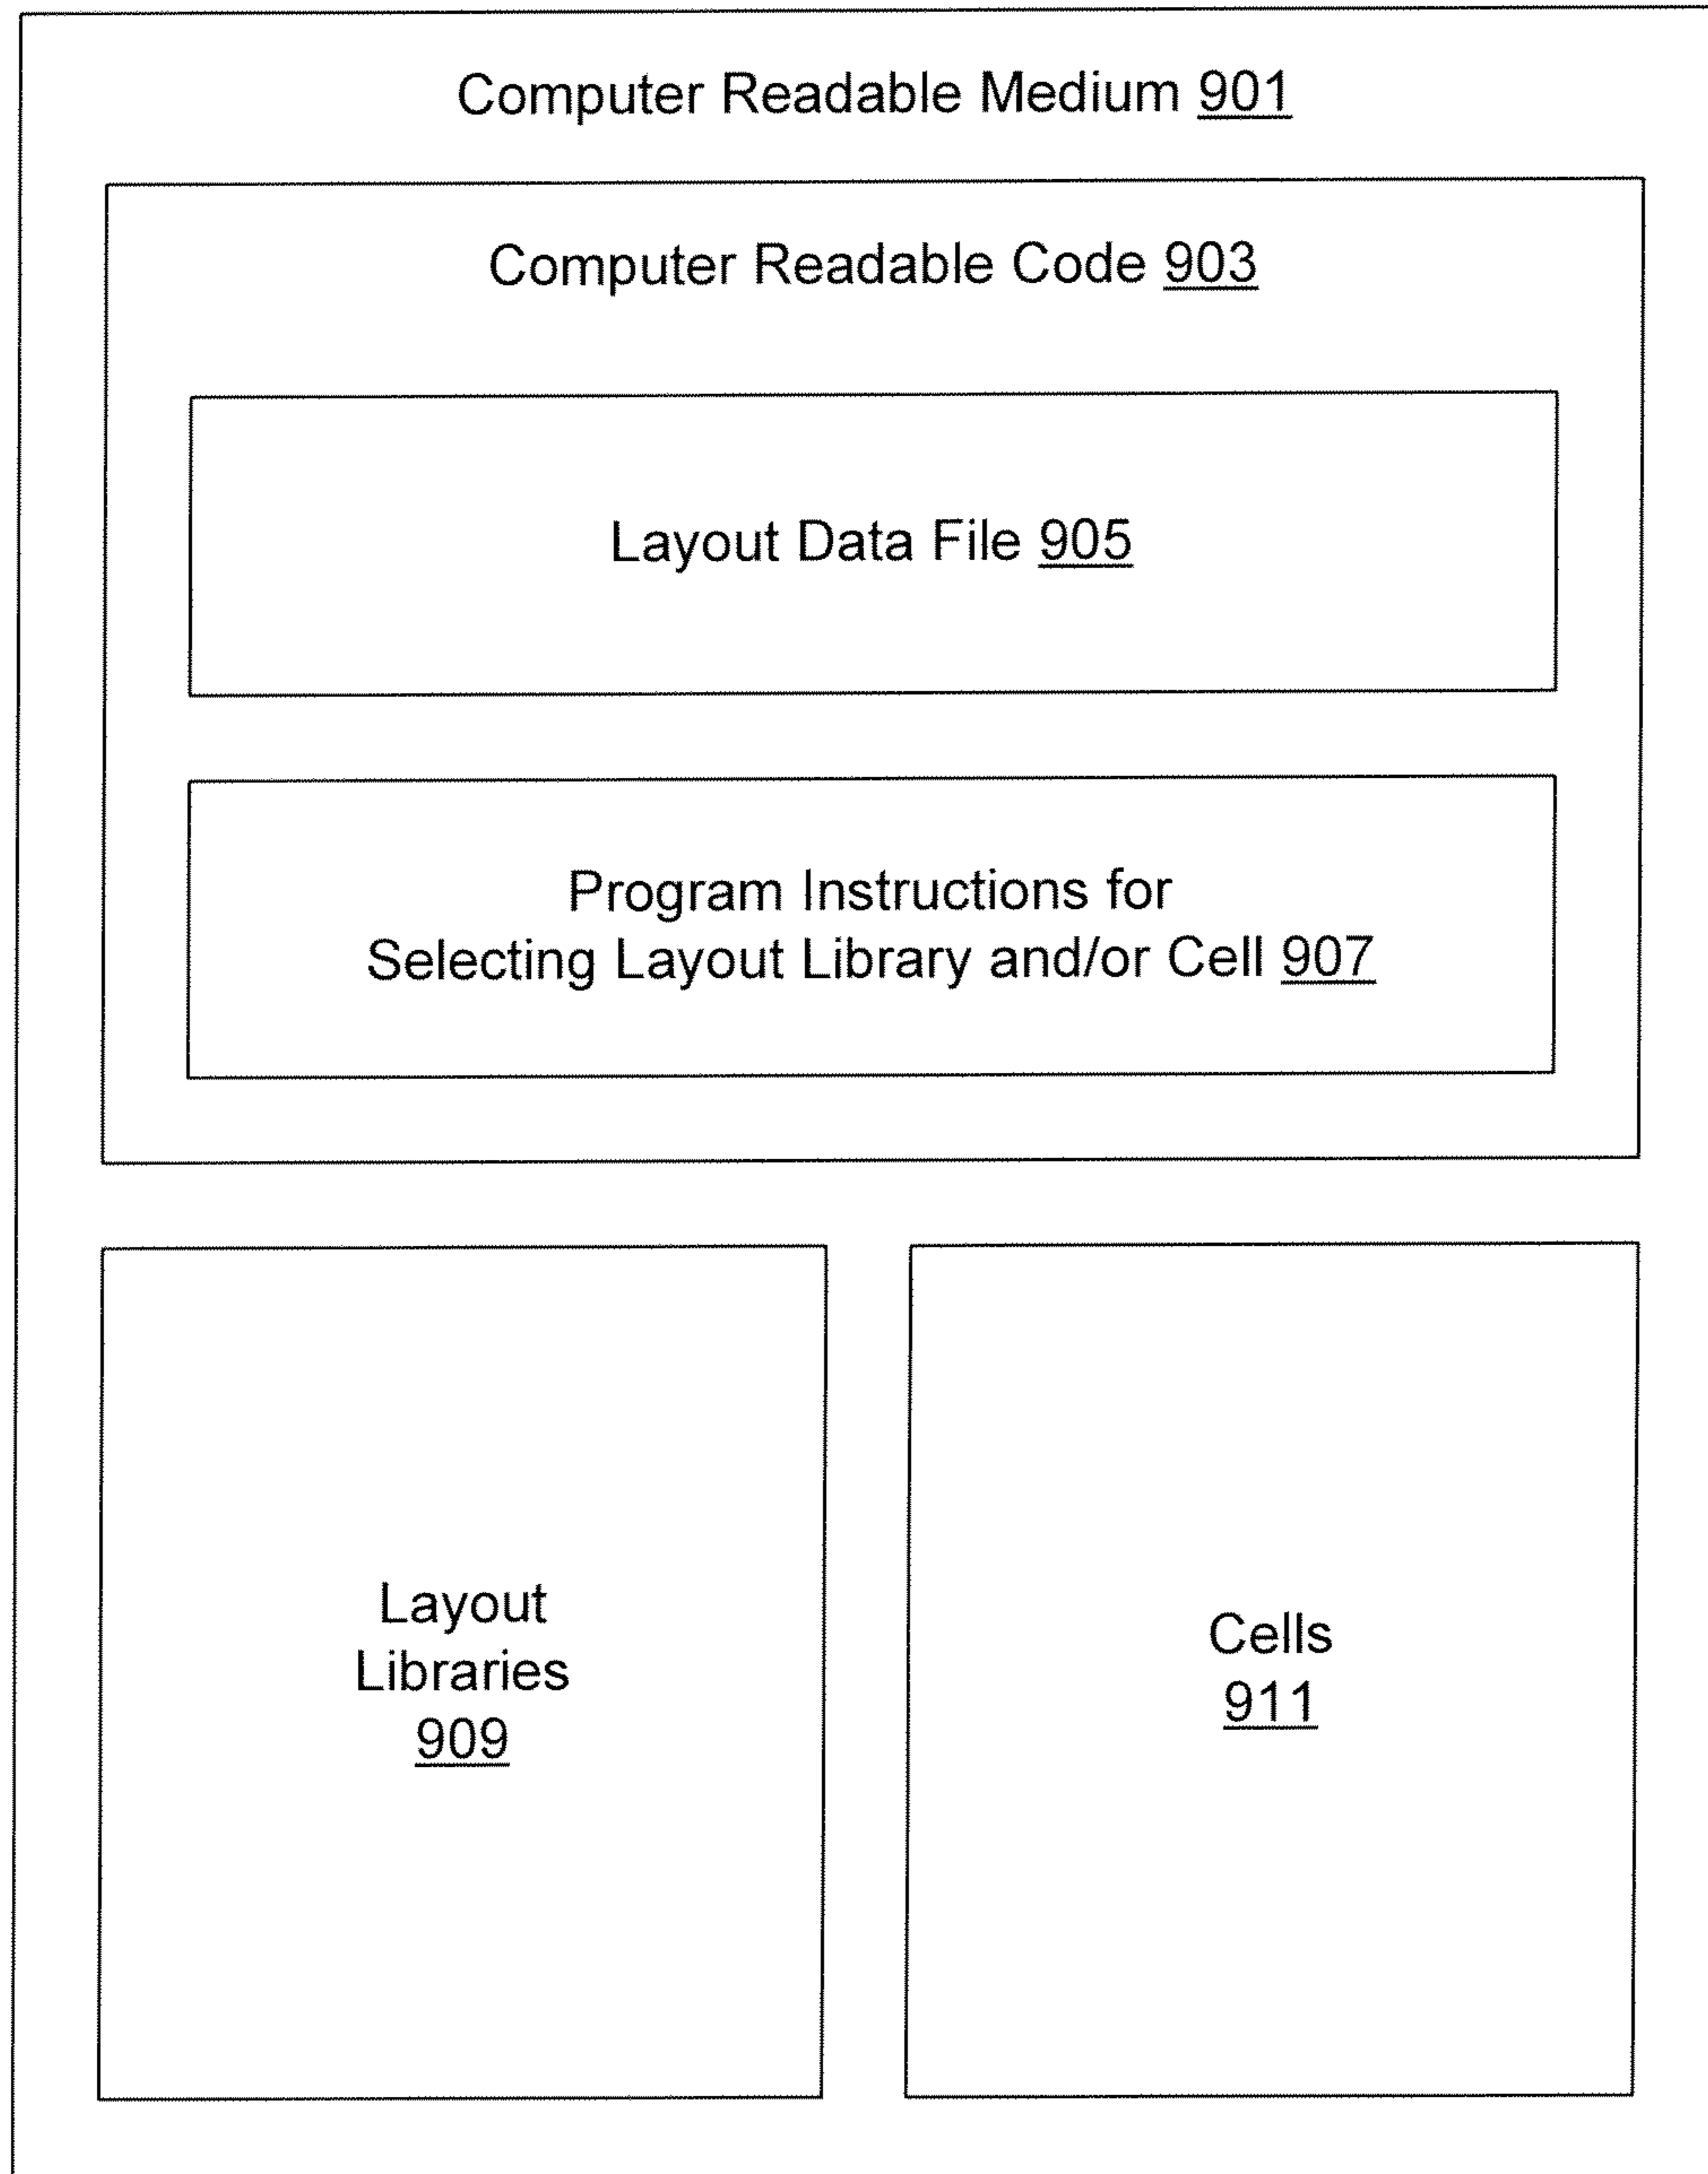 Computer Readable Medium 901
Computer Readable Code 903
Layout Data File 905
Program Instructions for
Selecting Layout Library and/or Cell 907
Layout
Libraries
909
Cells
911